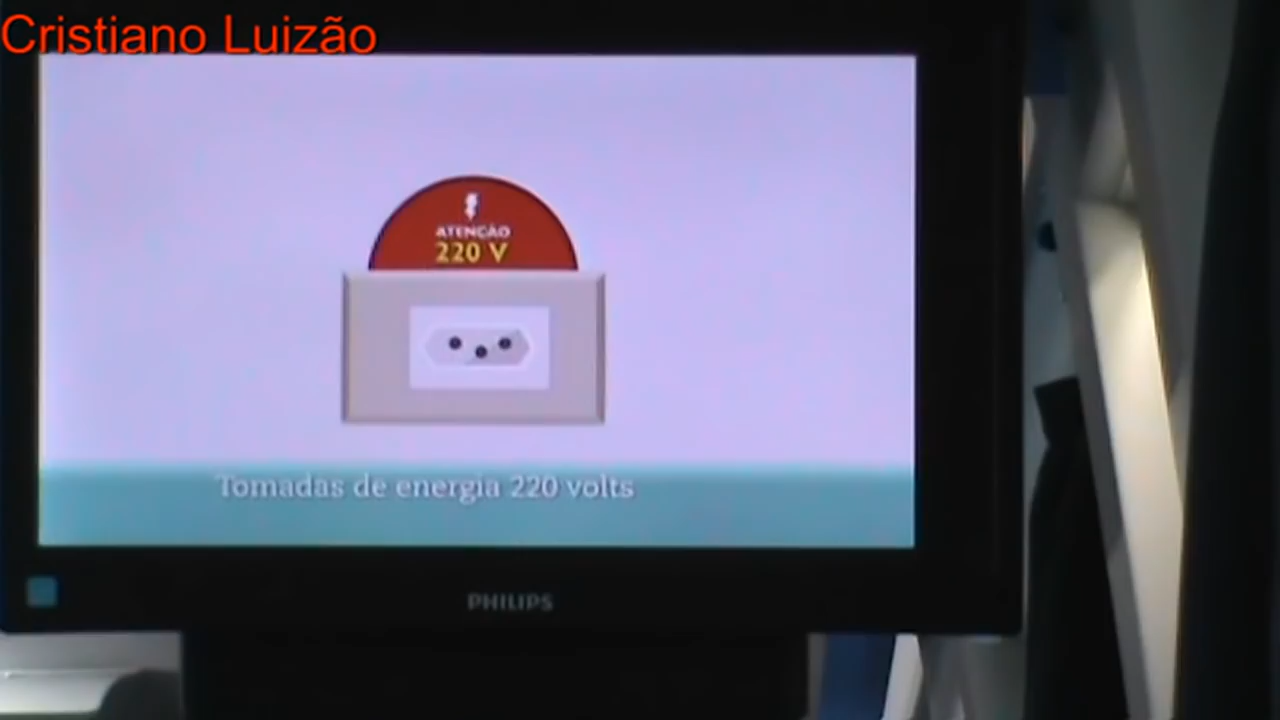 Cristiano Luizão
ATENÇÃO
220 V
Tomadas de energia 220 volts
PHILIPS